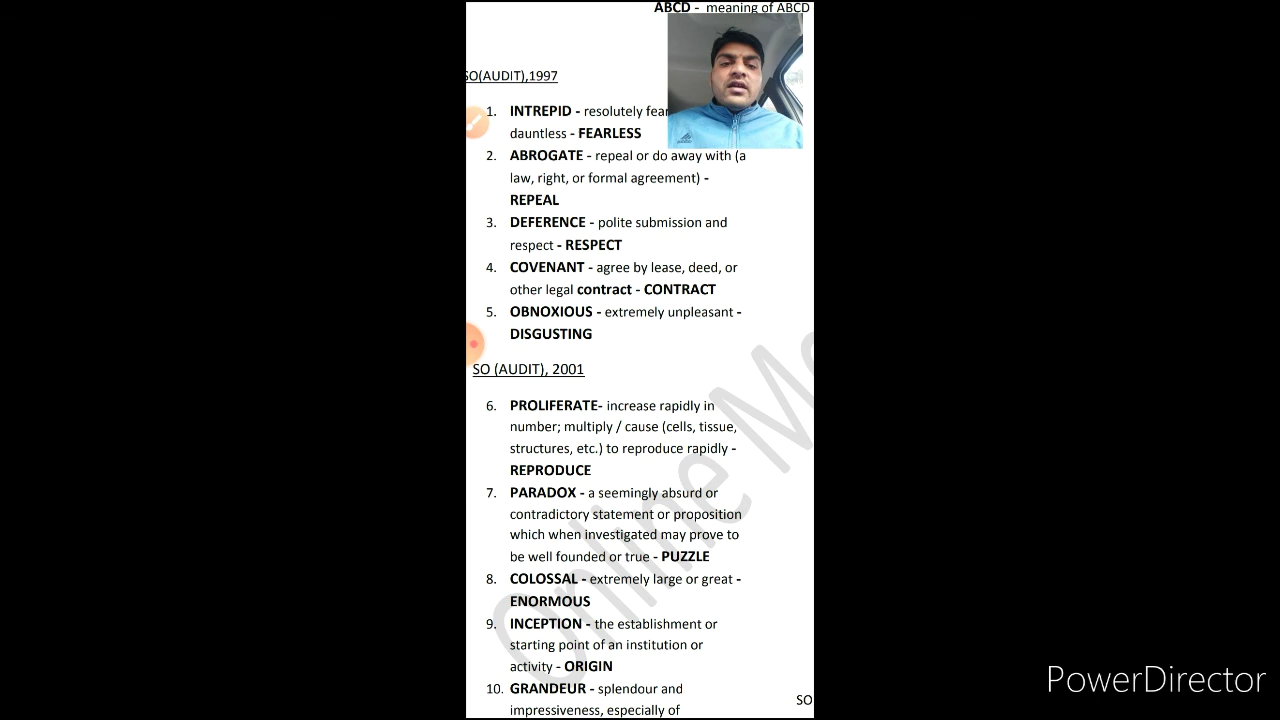 ABCD - meaning of ABCD
SO(AUDIT),1997
1. INTREPID - resolutely
dauntless - FEARLESS
2. ABROGATE - repeal or do away with (a
law, right, or formal agreement) -
REPEAL
3. DEFERENCE - polite submission and
respect - RESPECT
4. COVENANT - agree by lease, deed, or
other legal contract - CONTRACT
5. OBNOXIOUS - extremely unpleasant -
DISGUSTING
SO (AUDIT), 2001
6. PROLIFERATE- increase rapidly in
number; multiply / cause (cells, tissue,
structures, etc.) to reproduce rapidly -
REPRODUCE
7. PARADOX - a seemingly absurd or
contradictory statement or proposition
which when investigated may prove to
be well founded or true - PUZZLE
8. COLOSSAL - extremely large or great -
ENORMOUS
9. INCEPTION - the establishment or
starting point of an institution or
activity - ORIGIN
10. GRANDEUR - splendour and
impressiveness, especially of
SO
Online
adidas
PowerDirector